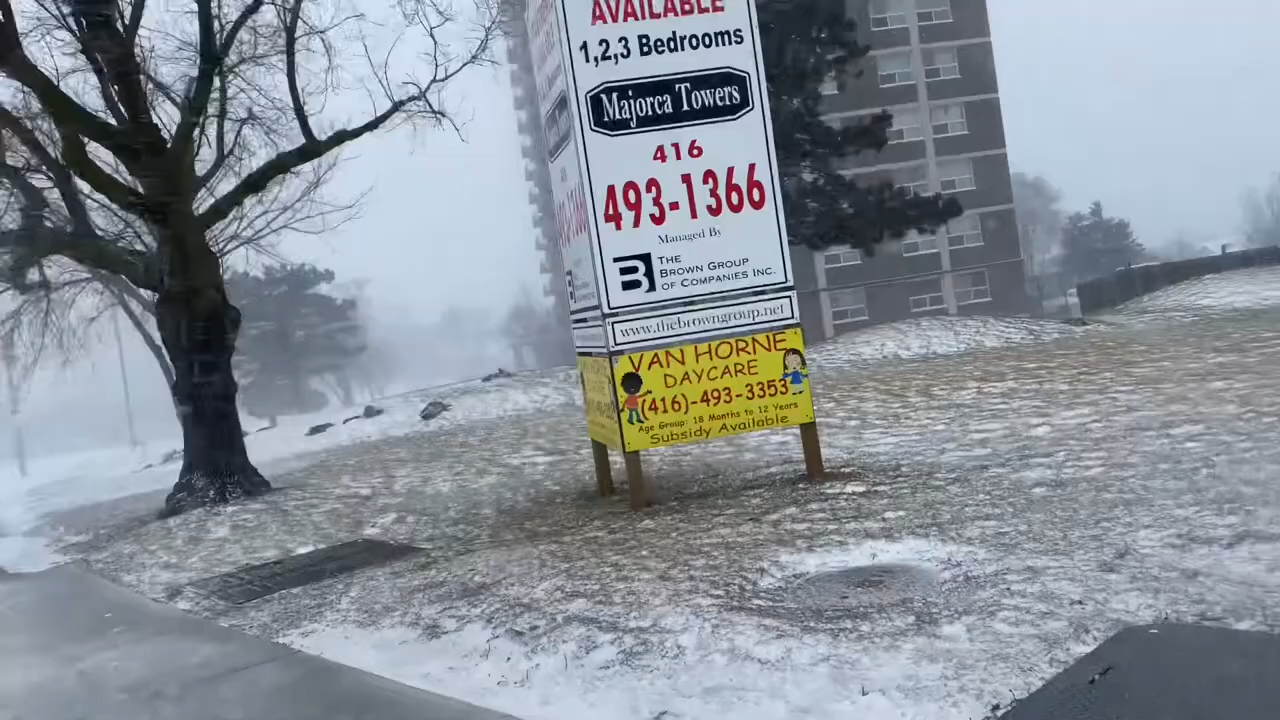 AVAILABLE
1,2,3 Bedrooms
Majorca Towers
416
493-1366
Managed By
B
THE
BROWN GROUP
OF COMPANIES INC.
www.thebrowngroup.net
VAN HORNE
DAYCARE
(416)-493-3353
Age Group: 18 Months to 12 Years
Subsidy Available